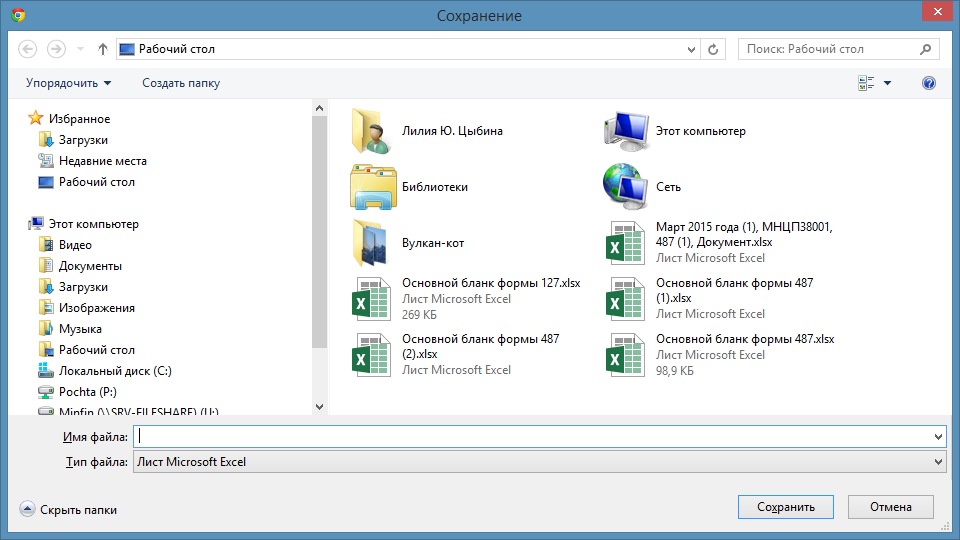 Сохранение
Рабочий стол
Поиск: Рабочий стол
Упорядочить
Создать папку
Избранное
Загрузки
Недавние места
Рабочий стол
Этот компьютер
Видео
Документы
Загрузки
Изображения
Музыка
Рабочий стол
Локальный диск (C:)
Pochta (P:)
Minfin (\\SRV-FILESHARE) (U:)
Лилия Ю. Цыбина
Этот компьютер
Библиотеки
Сеть
Вулкан-кот
Март 2015 года (1), МНЦП38001,
487 (1), Документ.xlsx
Лист Microsoft Excel
Основной бланк формы 127.xlsx
Лист Microsoft Excel
269 КБ
Основной бланк формы 487
(1).xlsx
Лист Microsoft Excel
Основной бланк формы 487
(2).xlsx
Лист Microsoft Excel
Основной бланк формы 487.xlsx
Лист Microsoft Excel
98,9 КБ
Имя файла:
Тип файла:
Лист Microsoft Excel
Скрыть папки
Сохранить
Отмена